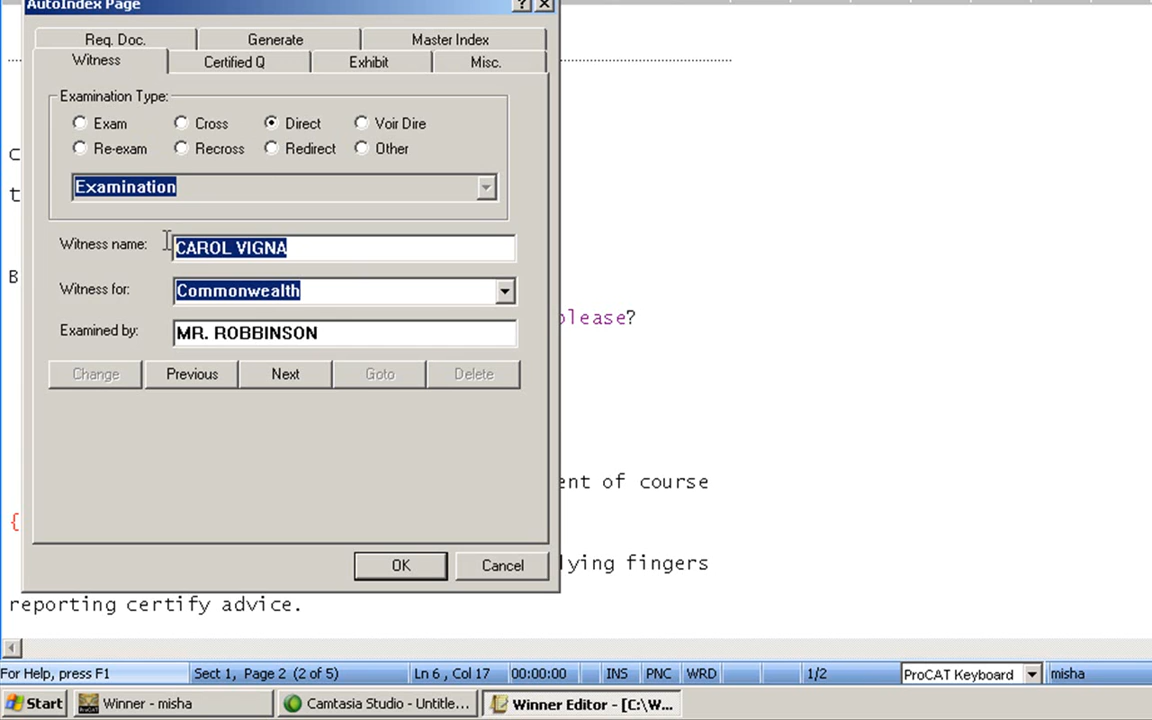 AutoIndex Page ? X
Req. Doc. Generate Master Index
Witness Certified Q Exhibit Misc.
Examination Type:
Exam Cross Direct Voir Dire
Re-exam Recross Redirect Other
Examination
Witness name: CAROL VIGNA
Witness for: Commonwealth
Examined by: MR. ROBBINSON
Change Previous Next Goto Delete
OK Cancel
c
t
B
please?
ent of course
{
lying fingers
reporting certify advice.
For Help, press F1 Sect 1, Page 2 (2 of 5) Ln 6 , Col 17 00:00:00 INS PNC WRD 1/2 ProCAT Keyboard misha
Start Winner - misha Camtasia Studio - Untitle... Winner Editor - [C:\W...